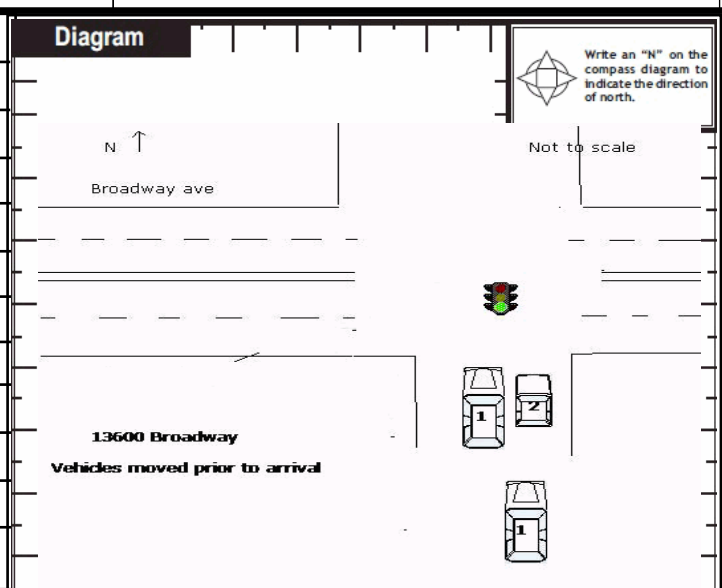 Diagram
Write an “N” on the
compass diagram to
indicate the direction
of north.
N
Not to scale
Broadway ave
1
2
13600 Broadway
Vehicles moved prior to arrival
1